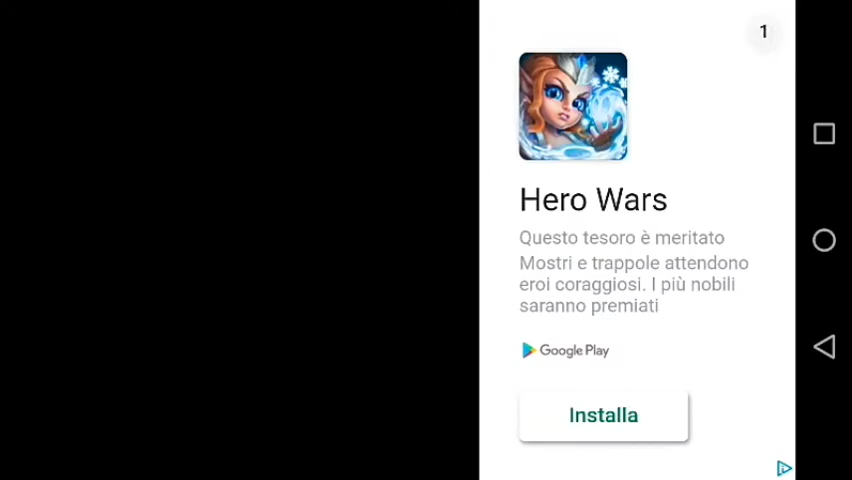 1
Hero Wars
Questo tesoro è meritato
Mostri e trappole attendono
eroi coraggiosi. I più nobili
saranno premiati
Google Play
Installa